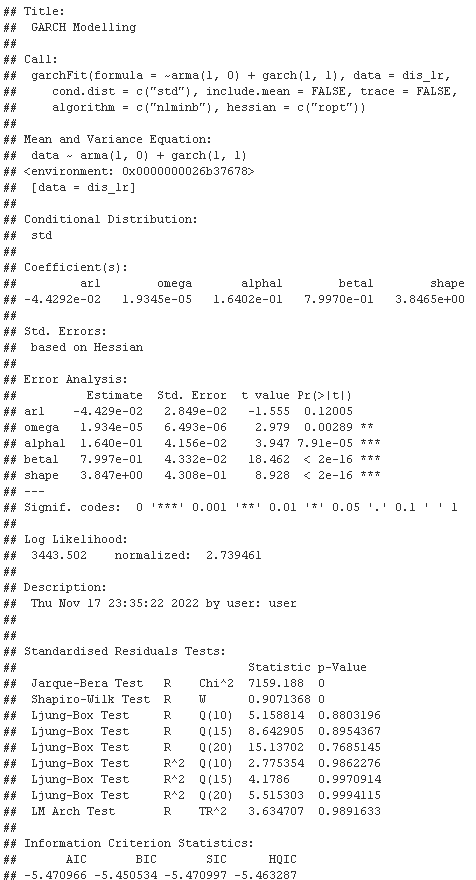 ## Title:
##  GARCH Modelling
##
## Call:
##  garchFit(formula = ~arma(1, 0) + garch(1, 1), data = dis_lr,
##     cond.dist = c("std"), include.mean = FALSE, trace = FALSE,
##     algorithm = c("nlminb"), hessian = c("ropt"))
##
## Mean and Variance Equation:
##  data ~ arma(1, 0) + garch(1, 1)
## <environment: 0x0000000026b37678>
##  [data = dis_lr]
##
## Conditional Distribution:
##  std
##
## Coefficient(s):
##         ar1        omega       alpha1        beta1        shape
## -4.4292e-02   1.9345e-05   1.6402e-01   7.9970e-01   3.8465e+00
##
## Std. Errors:
##  based on Hessian
##
## Error Analysis:
##         Estimate  Std. Error  t value Pr(>|t|)
## ar1    -4.429e-02   2.849e-02   -1.555  0.12005
## omega   1.934e-05   6.493e-06    2.979  0.00289 **
## alpha1  1.640e-01   4.156e-02    3.947 7.91e-05 ***
## beta1   7.997e-01   4.332e-02   18.462  < 2e-16 ***
## shape   3.847e+00   4.308e-01    8.928  < 2e-16 ***
## ---
## Signif. codes:  0 '***' 0.001 '**' 0.01 '*' 0.05 '.' 0.1 ' ' 1
##
## Log Likelihood:
##  3443.502    normalized:  2.739461
##
## Description:
##  Thu Nov 17 23:35:22 2022 by user: user
##
##
## Standardised Residuals Tests:
##                                 Statistic p-Value
##  Jarque-Bera Test   R    Chi^2  7159.188  0
##  Shapiro-Wilk Test  R    W      0.9071368 0
##  Ljung-Box Test     R    Q(10)  5.158814  0.8803196
##  Ljung-Box Test     R    Q(15)  8.642905  0.8954367
##  Ljung-Box Test     R    Q(20)  15.13702  0.7685145
##  Ljung-Box Test     R^2  Q(10)  2.775354  0.9862276
##  Ljung-Box Test     R^2  Q(15)  4.1786    0.9970914
##  Ljung-Box Test     R^2  Q(20)  5.515303  0.9994115
##  LM Arch Test       R    TR^2   3.634707  0.9891633
##
## Information Criterion Statistics:
##       AIC       BIC       SIC      HQIC
## -5.470966 -5.450534 -5.470997 -5.463287